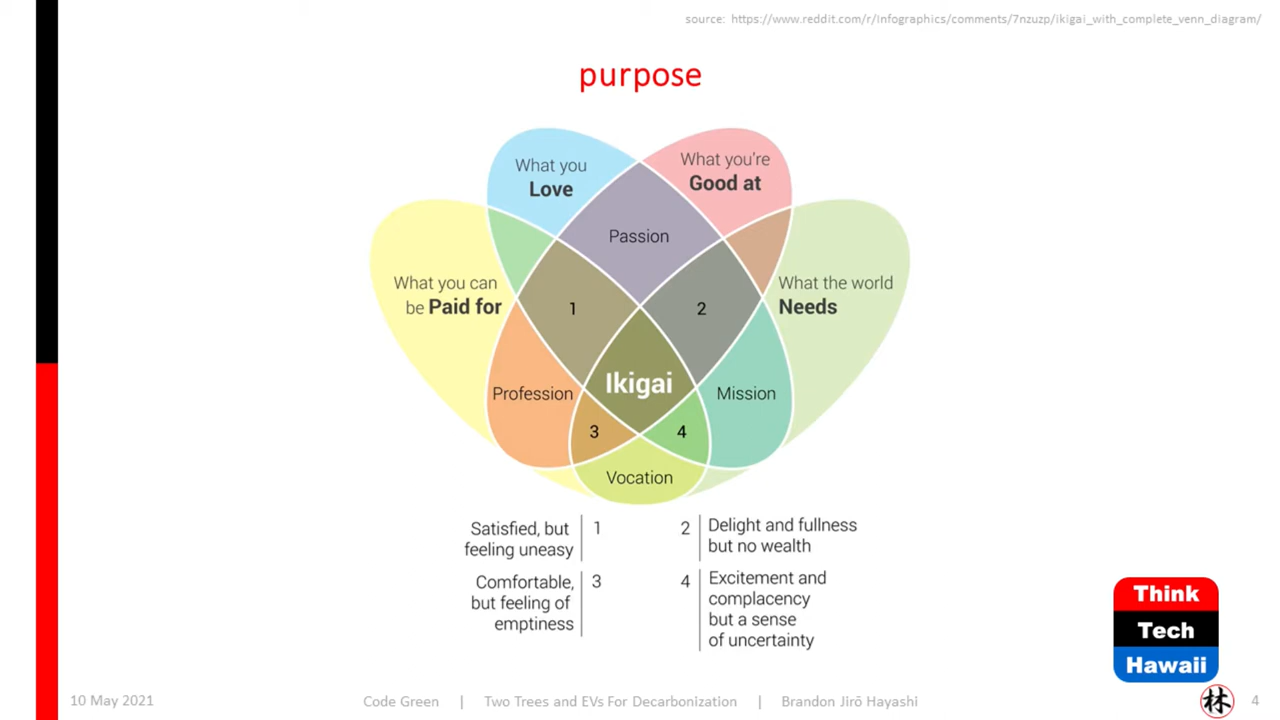 source: https://www.reddit.com/r/Infographics/comments/7nzuzp/ikigai_with_complete_venn_diagram/
purpose
What you
Love
What you're
Good at
Passion
What you can
be Paid for
What the world
Needs
1
2
Ikigai
Profession
Mission
3
4
Vocation
Satisfied, but
feeling uneasy
1
2
Delight and fullness
but no wealth
Comfortable,
but feeling of
emptiness
3
4
Excitement and
complacency
but a sense
of uncertainty
Think
Tech
Hawaii
10 May 2021
Code Green | Two Trees and EVs For Decarbonization | Brandon Jirō Hayashi
林
4